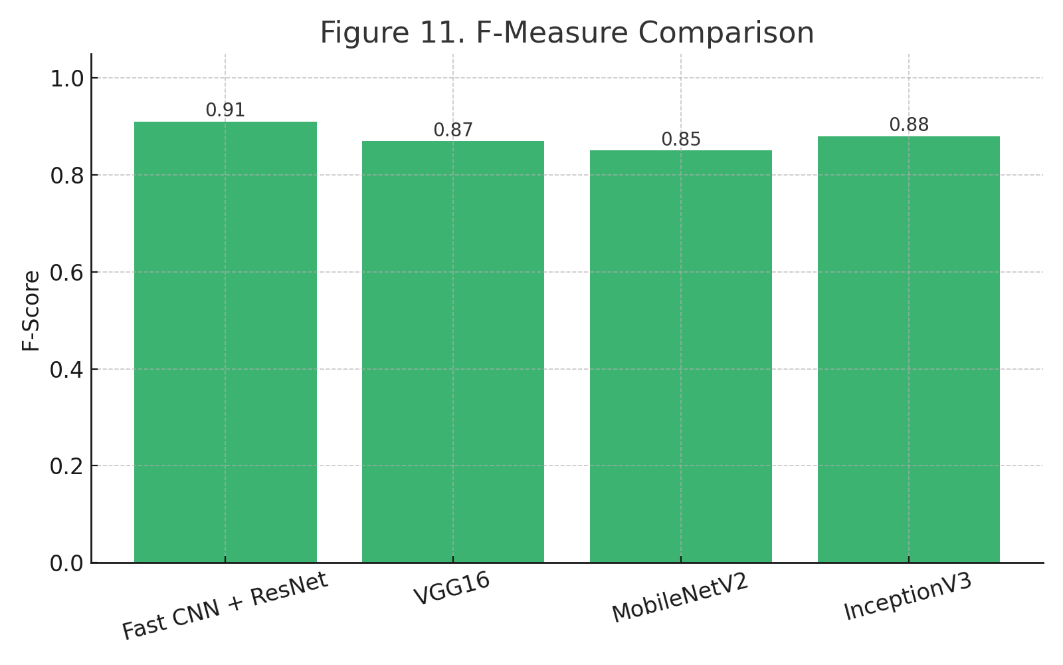 Figure 11. F-Measure Comparison
F-Score
1.0
0.8
0.6
0.4
0.2
0.0
0.91
0.87
0.85
0.88
Fast CNN + ResNet
VGG16
MobileNetV2
InceptionV3